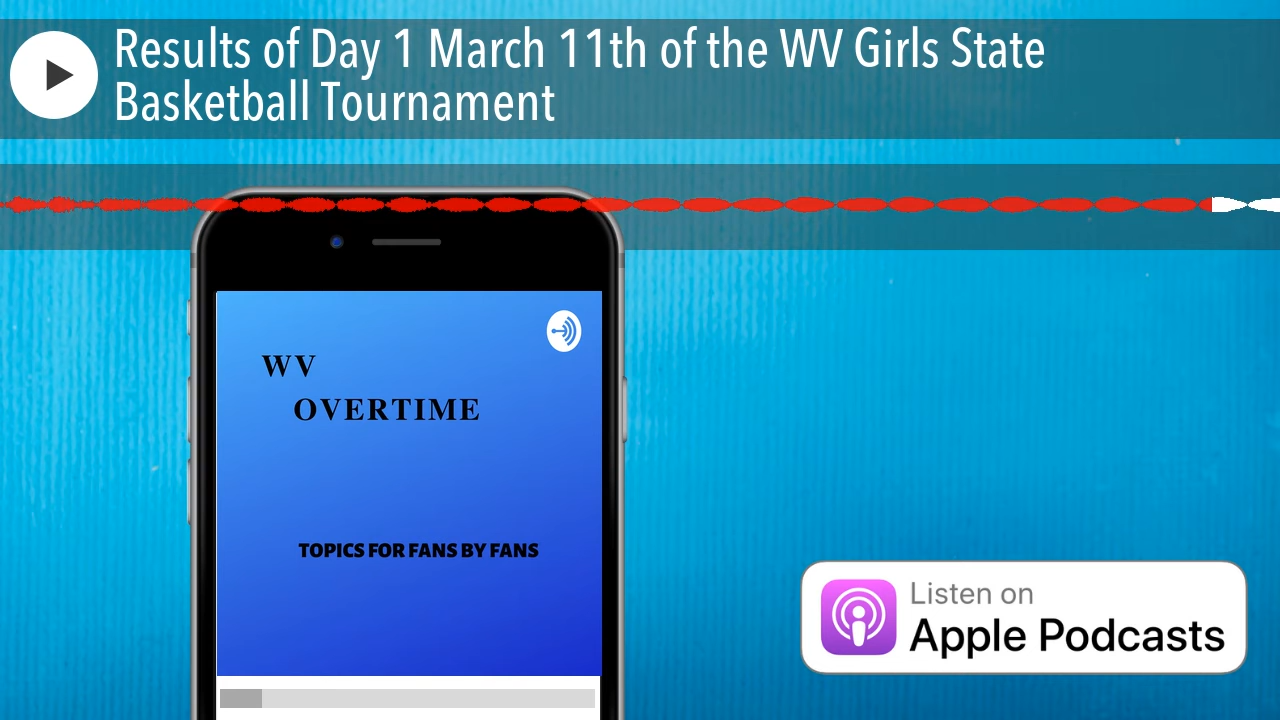 Results of Day 1 March 11th of the WV Girls State
Basketball Tournament
WV
OVERTIME
TOPICS FOR FANS BY FANS
Listen on
Apple Podcasts